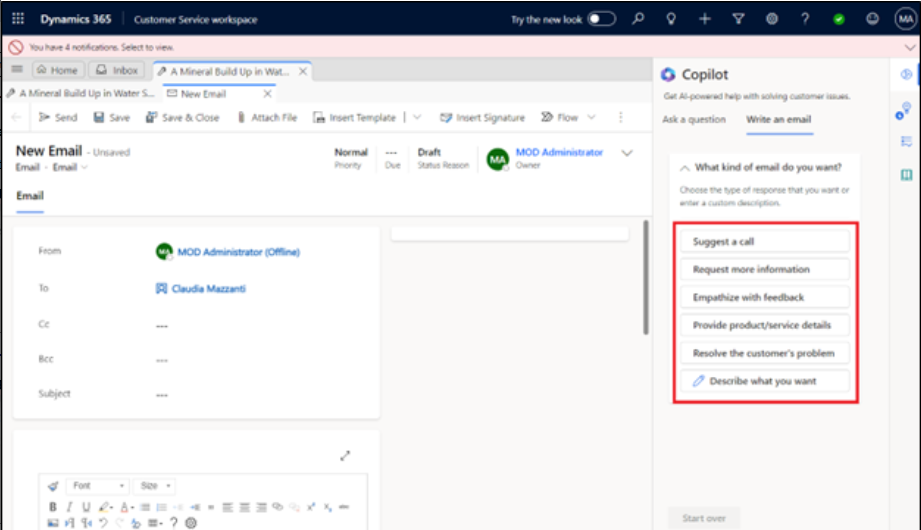 Dynamics 365 Customer Service workspace Try the new look ? MA
You have 4 notifications. Select to view.
Home Inbox A Mineral Build Up in Wat...
A Mineral Build Up in Water S... New Email
Send Save Save & Close Attach File Insert Template Insert Signature Flow
New Email - Unsaved
Email · Email
Normal
Priority
---
Due
Draft
Status Reason
MA
MOD Administrator
Owner
Email
From MA MOD Administrator (Offline)
To Claudia Mazzanti
Cc ---
Bcc ---
Subject ---
Font Size
B I U A
?
Copilot
Get AI-powered help with solving customer issues.
Ask a question Write an email
What kind of email do you want?
Choose the type of response that you want or
enter a custom description.
Suggest a call
Request more information
Empathize with feedback
Provide product/service details
Resolve the customer's problem
Describe what you want
Start over